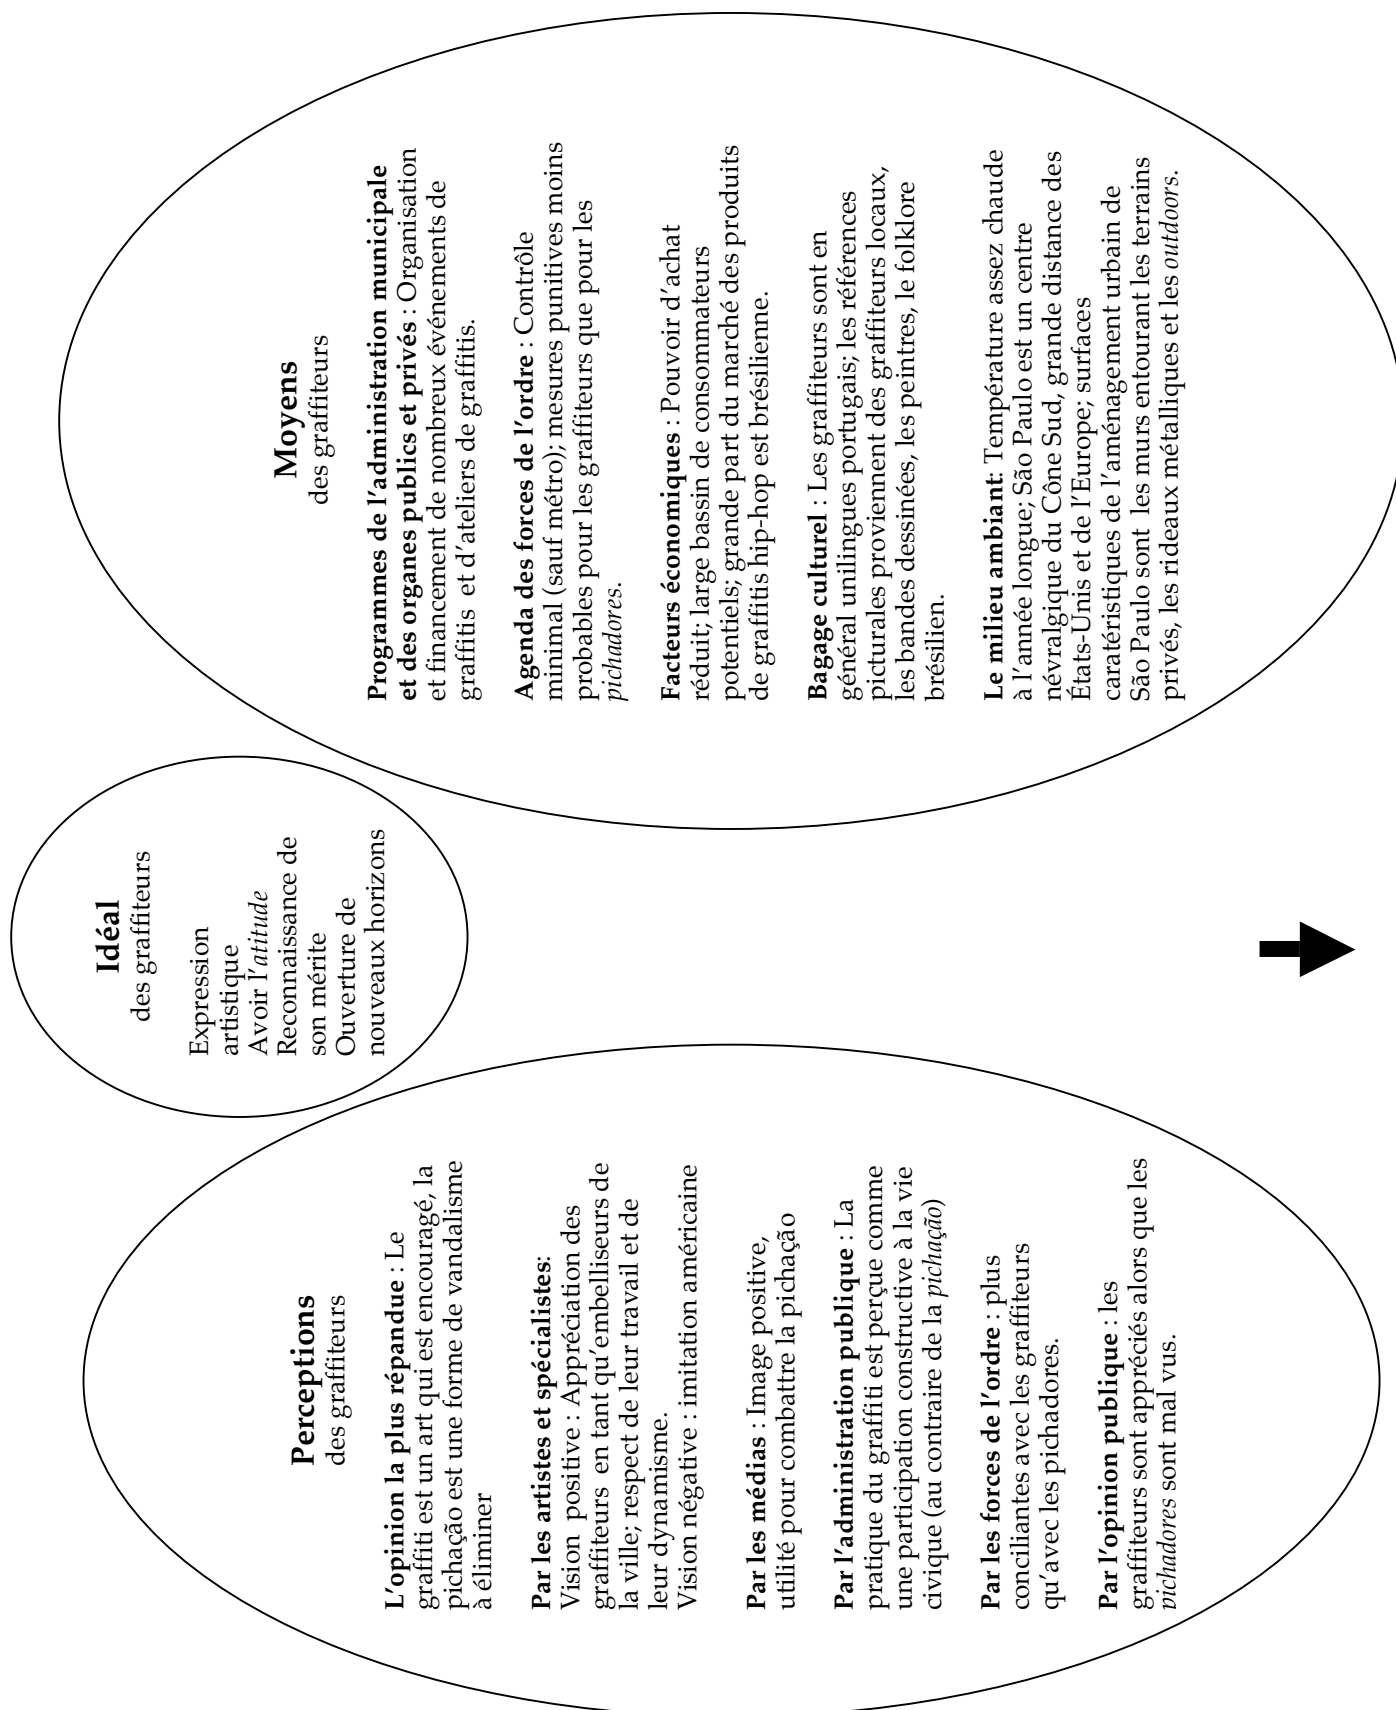 Idéal
des graffiteurs
Expression
artistique
Avoir l'atitude
Reconnaissance de
son mérite
Ouverture de
nouveaux horizons
Perceptions
des graffiteurs
L'opinion la plus répandue : Le
graffiti est un art qui est encouragé, la
pichação est une forme de vandalisme
à éliminer
Par les artistes et spécialistes:
Vision positive : Appréciation des
graffiteurs en tant qu'embelliseurs de
la ville; respect de leur travail et de
leur dynamisme.
Vision négative : imitation américaine
Par les médias : Image positive,
utilité pour combattre la pichação
Par l'administration publique : La
pratique du graffiti est perçue comme
une participation constructive à la vie
civique (au contraire de la pichação)
Par les forces de l'ordre : plus
conciliantes avec les graffiteurs
qu'avec les pichadores.
Par l'opinion publique : les
graffiteurs sont appréciés alors que les
pichadores sont mal vus.
Moyens
des graffiteurs
Programmes de l'administration municipale
et des organes publics et privés : Organisation
et financement de nombreux événements de
graffitis et d'ateliers de graffitis.
Agenda des forces de l'ordre : Contrôle
minimal (sauf métro); mesures punitives moins
probables pour les graffiteurs que pour les
pichadores.
Facteurs économiques : Pouvoir d'achat
réduit; large bassin de consommateurs
potentiels; grande part du marché des produits
de graffitis hip-hop est brésilienne.
Bagage culturel : Les graffiteurs sont en
général unilingues portugais; les références
picturales proviennent des graffiteurs locaux,
les bandes dessinées, les peintres, le folklore
brésilien.
Le milieu ambiant: Température assez chaude
à l'année longue; São Paulo est un centre
névralgique du Cône Sud, grande distance des
États-Unis et de l'Europe; surfaces
caratéristiques de l'aménagement urbain de
São Paulo sont les murs entourant les terrains
privés, les rideaux métalliques et les outdoors.